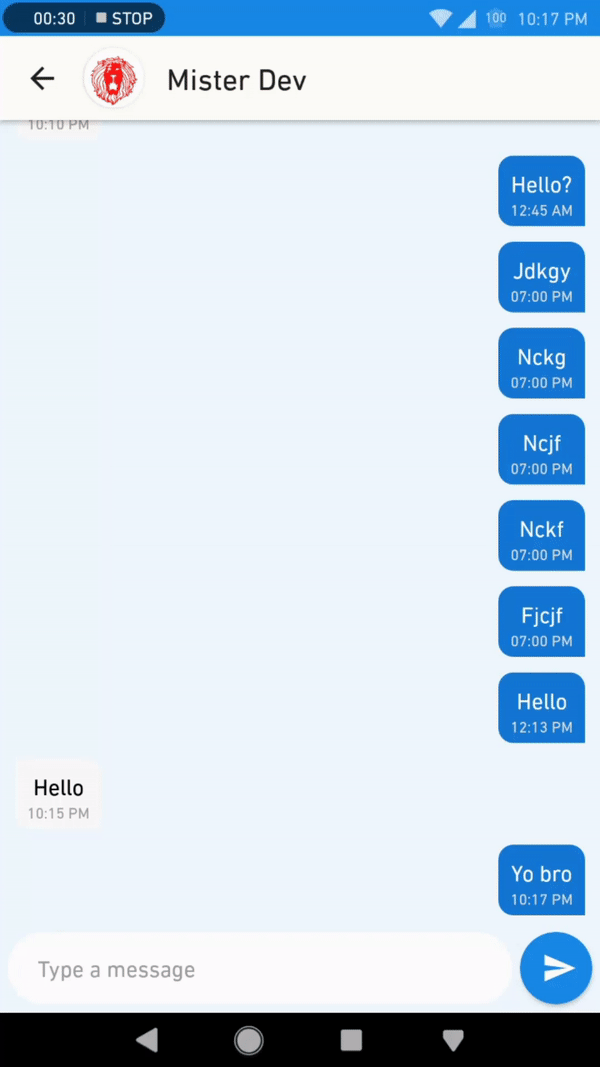 00:30 STOP 100 10:17 PM
Mister Dev
10:10 PM
Hello?
12:45 AM
Jdkgy
07:00 PM
Nckg
07:00 PM
Ncjf
07:00 PM
Nckf
07:00 PM
Fjcjf
07:00 PM
Hello
12:13 PM
Hello
10:15 PM
Yo bro
10:17 PM
Type a message